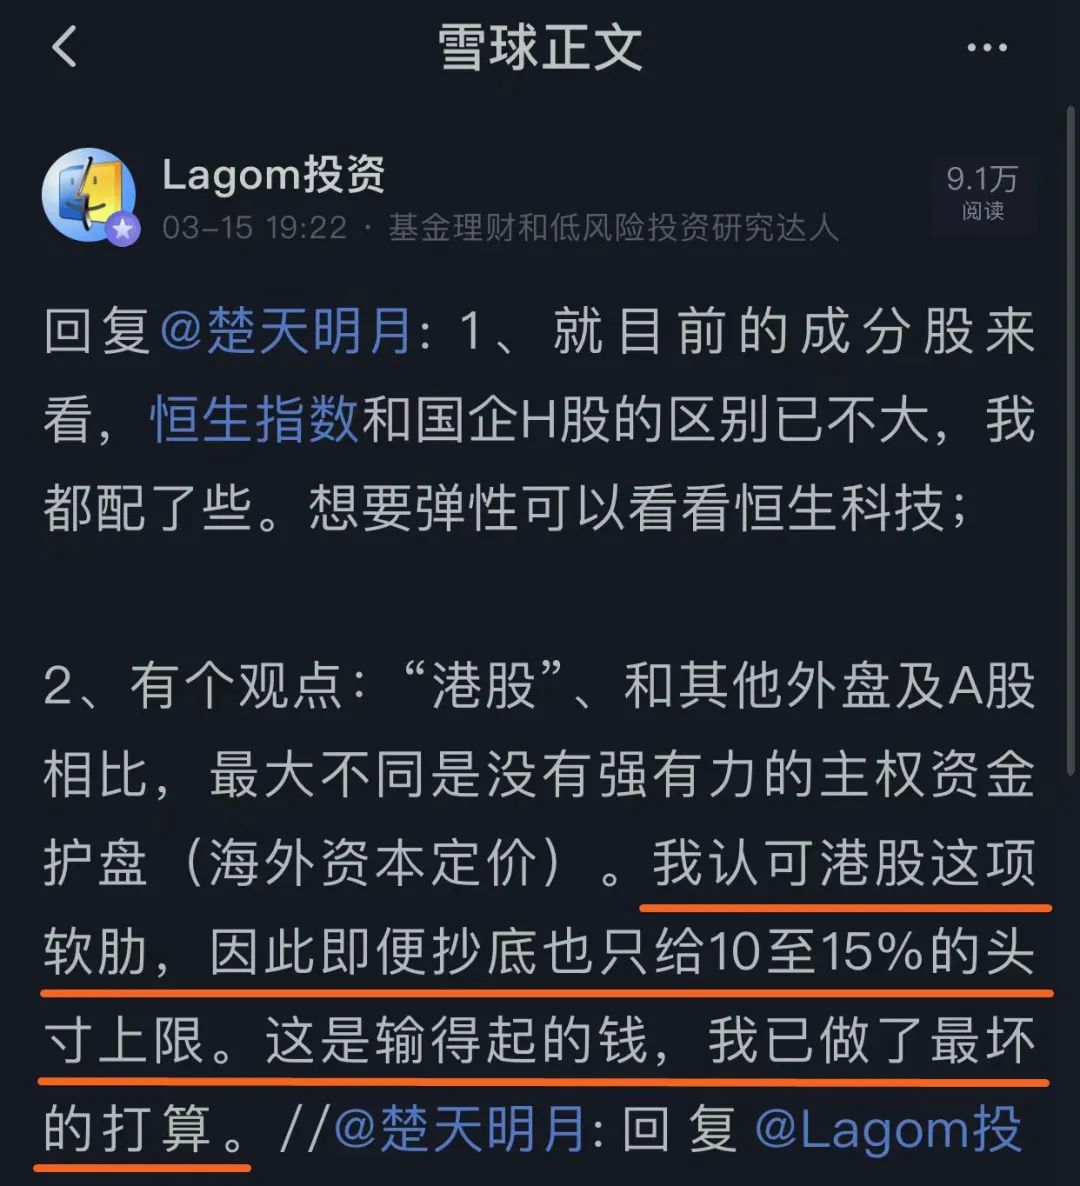 雪球正文
Lagom投资
03-15 19:22 · 基金理财和低风险投资研究达人
9.1万
阅读
回复@楚天明月: 1、就目前的成分股来
看，恒生指数和国企H股的区别已不大，我
都配了些。想要弹性可以看看恒生科技；
2、有个观点：“港股”、和其他外盘及A股
相比，最大不同是没有强有力的主权资金
护盘（海外资本定价）。我认可港股这项
软肋，因此即便抄底也只给10至15%的头
寸上限。这是输得起的钱，我已做了最坏
的打算。//@楚天明月: 回复@Lagom投